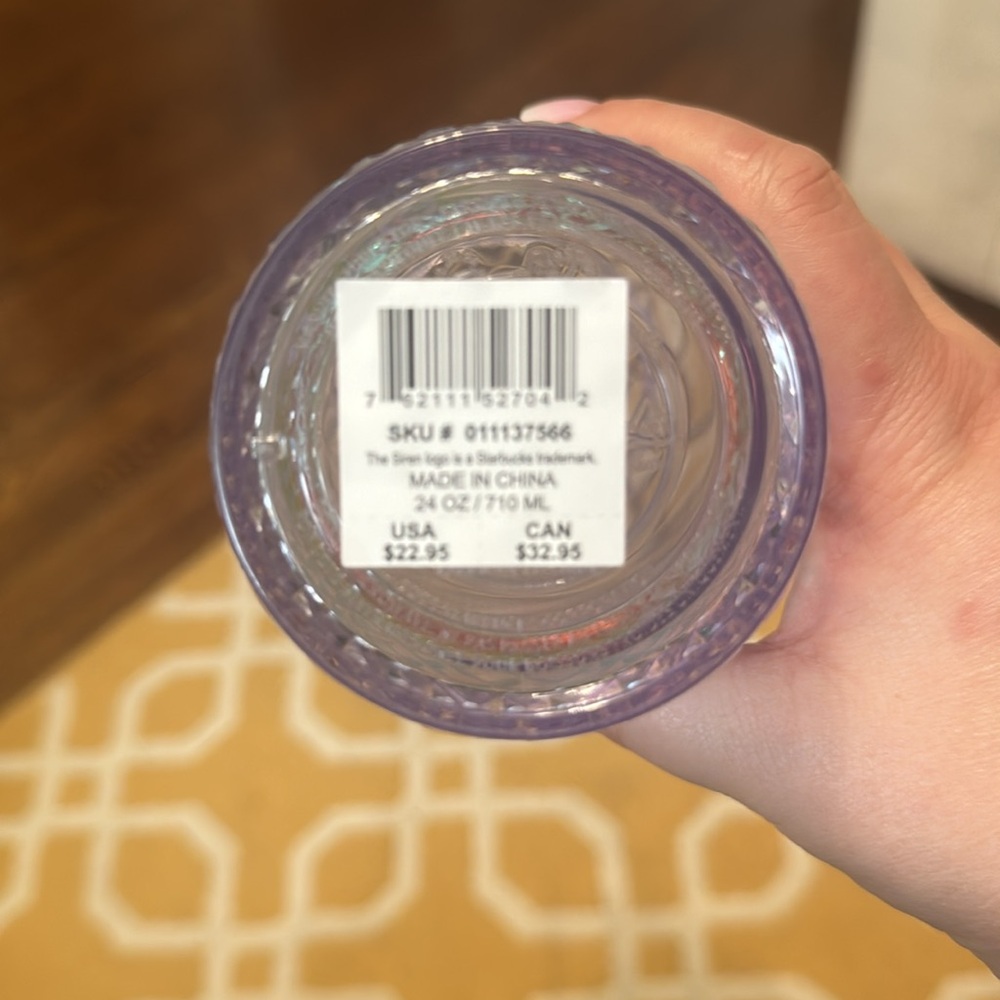 7 62111 52704 2
SKU # 011137566
The Siren logo is a Starbucks trademark.
MADE IN CHINA
24 OZ / 710 ML
USA CAN
$22.95 $32.95